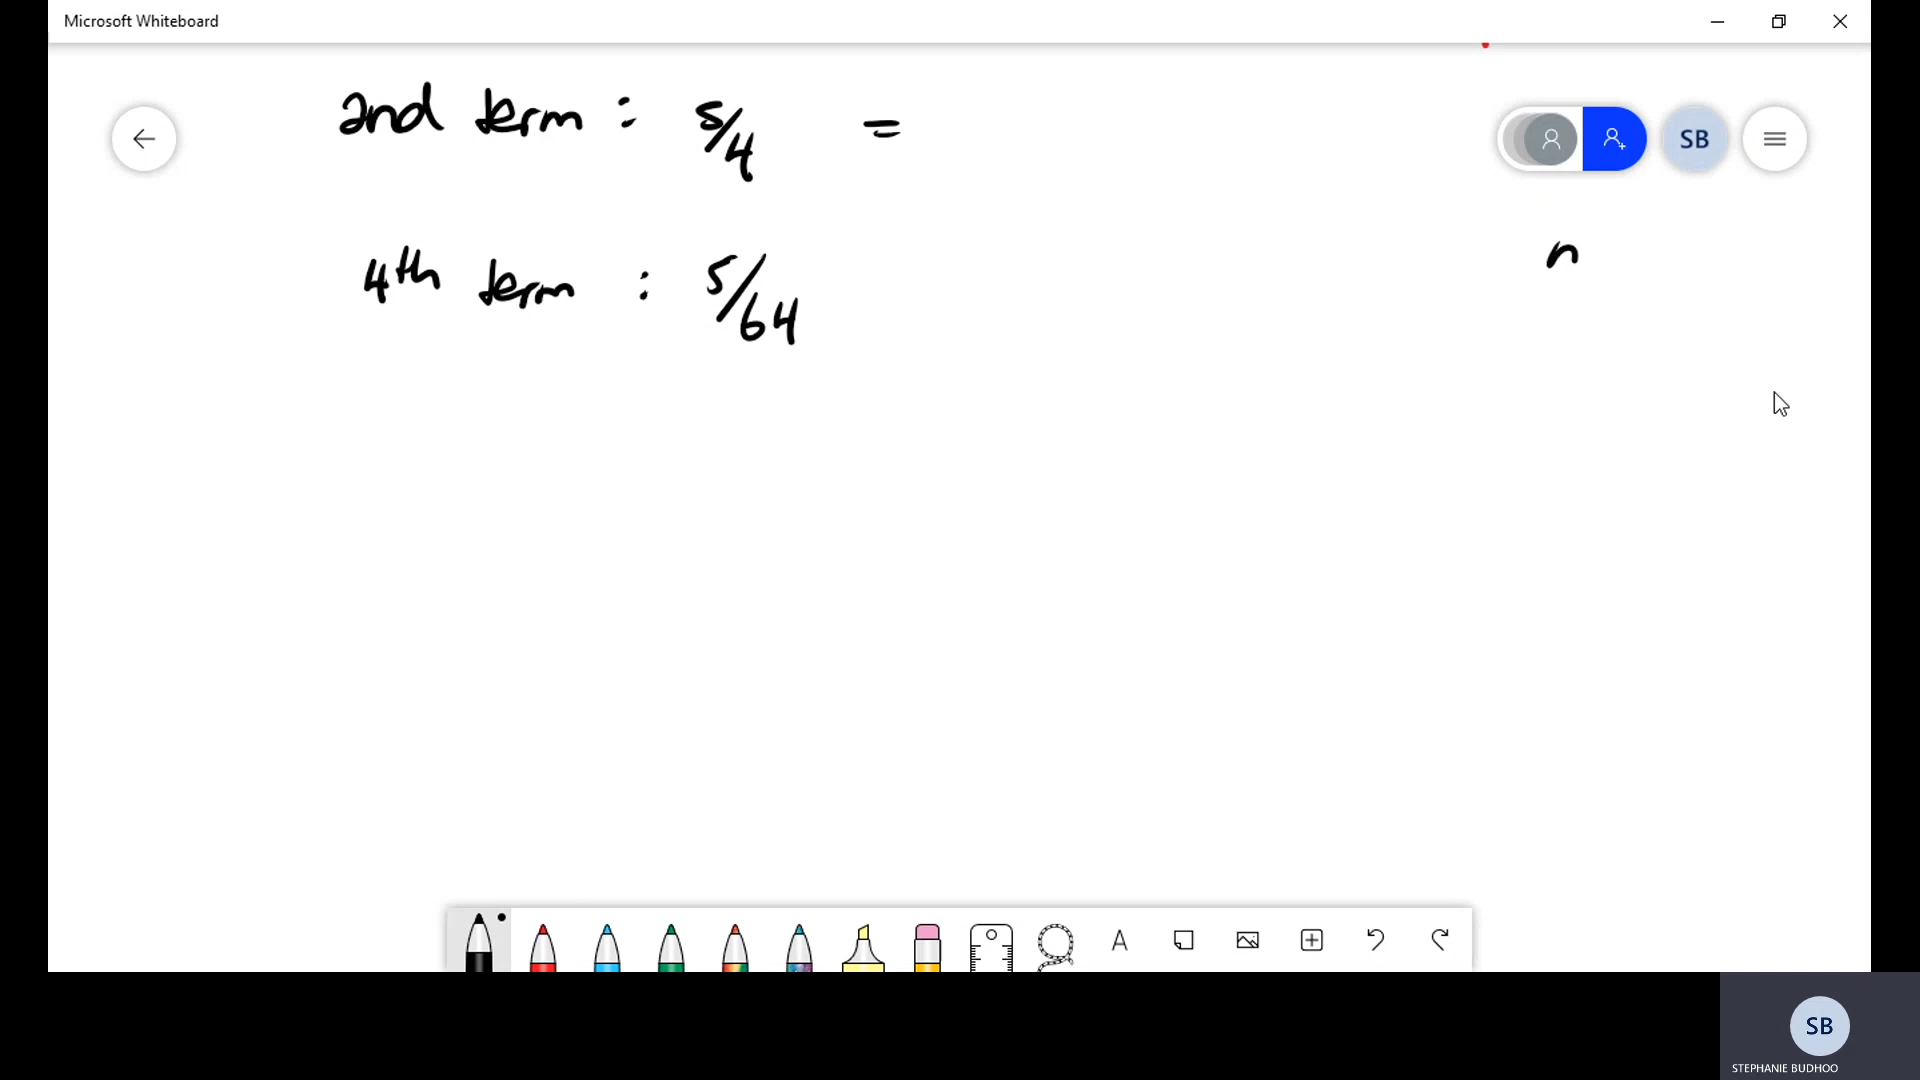 Microsoft Whiteboard
2nd term : 5/4 =
SB
4th term : 5/64
n
A
SB
STEPHANIE BUDHOO